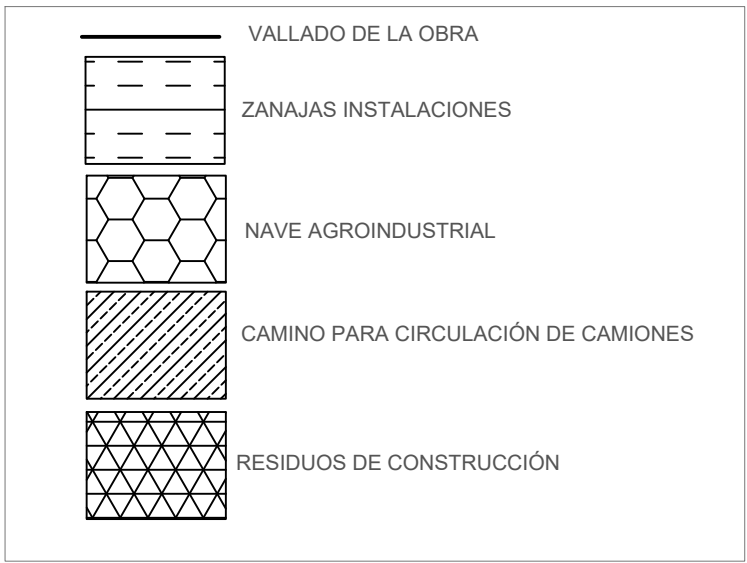 VALLADO DE LA OBRA
ZANAJAS INSTALACIONES
NAVE AGROINDUSTRIAL
CAMINO PARA CIRCULACIÓN DE CAMIONES
RESIDUOS DE CONSTRUCCIÓN